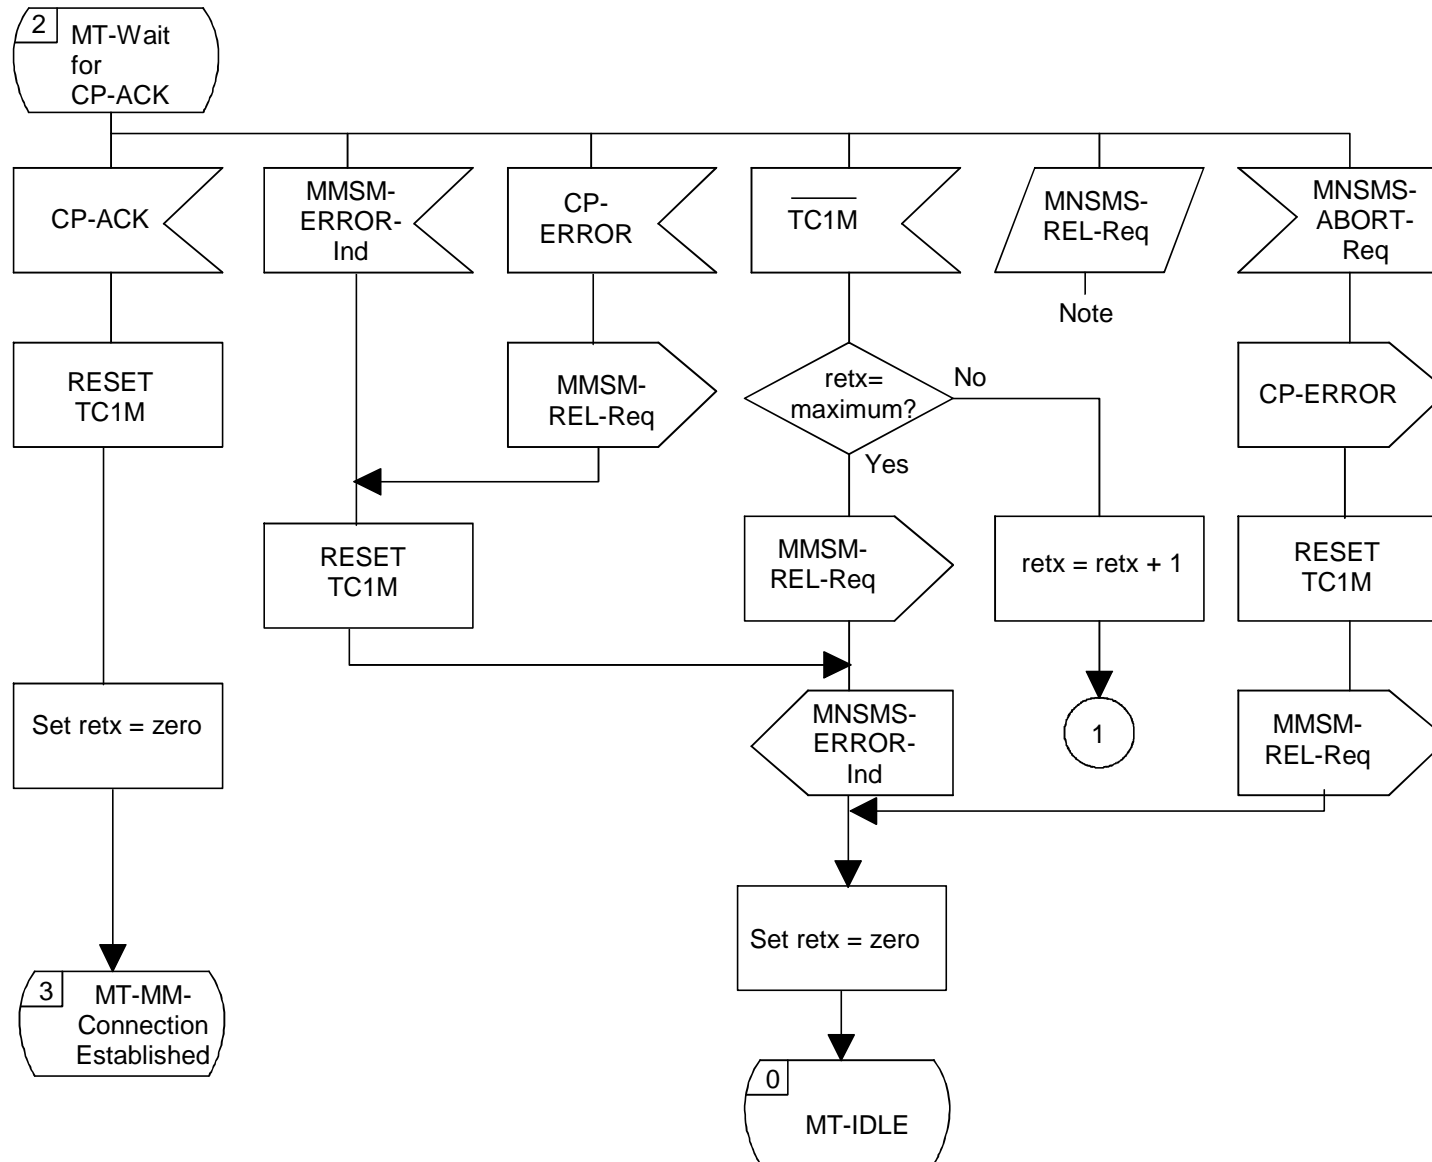 2
MT-Wait
for
CP-ACK
CP-ACK
MMSM-
ERROR-
Ind
CP-
ERROR
TC1M
MNSMS-
REL-Req
MNSMS-
ABORT-
Req
Note
RESET
TC1M
MMSM-
REL-Req
retx=
maximum?
No
Yes
CP-ERROR
RESET
TC1M
MMSM-
REL-Req
retx = retx + 1
RESET
TC1M
Set retx = zero
MNSMS-
ERROR-
Ind
1
MMSM-
REL-Req
Set retx = zero
3
MT-MM-
Connection
Established
0
MT-IDLE